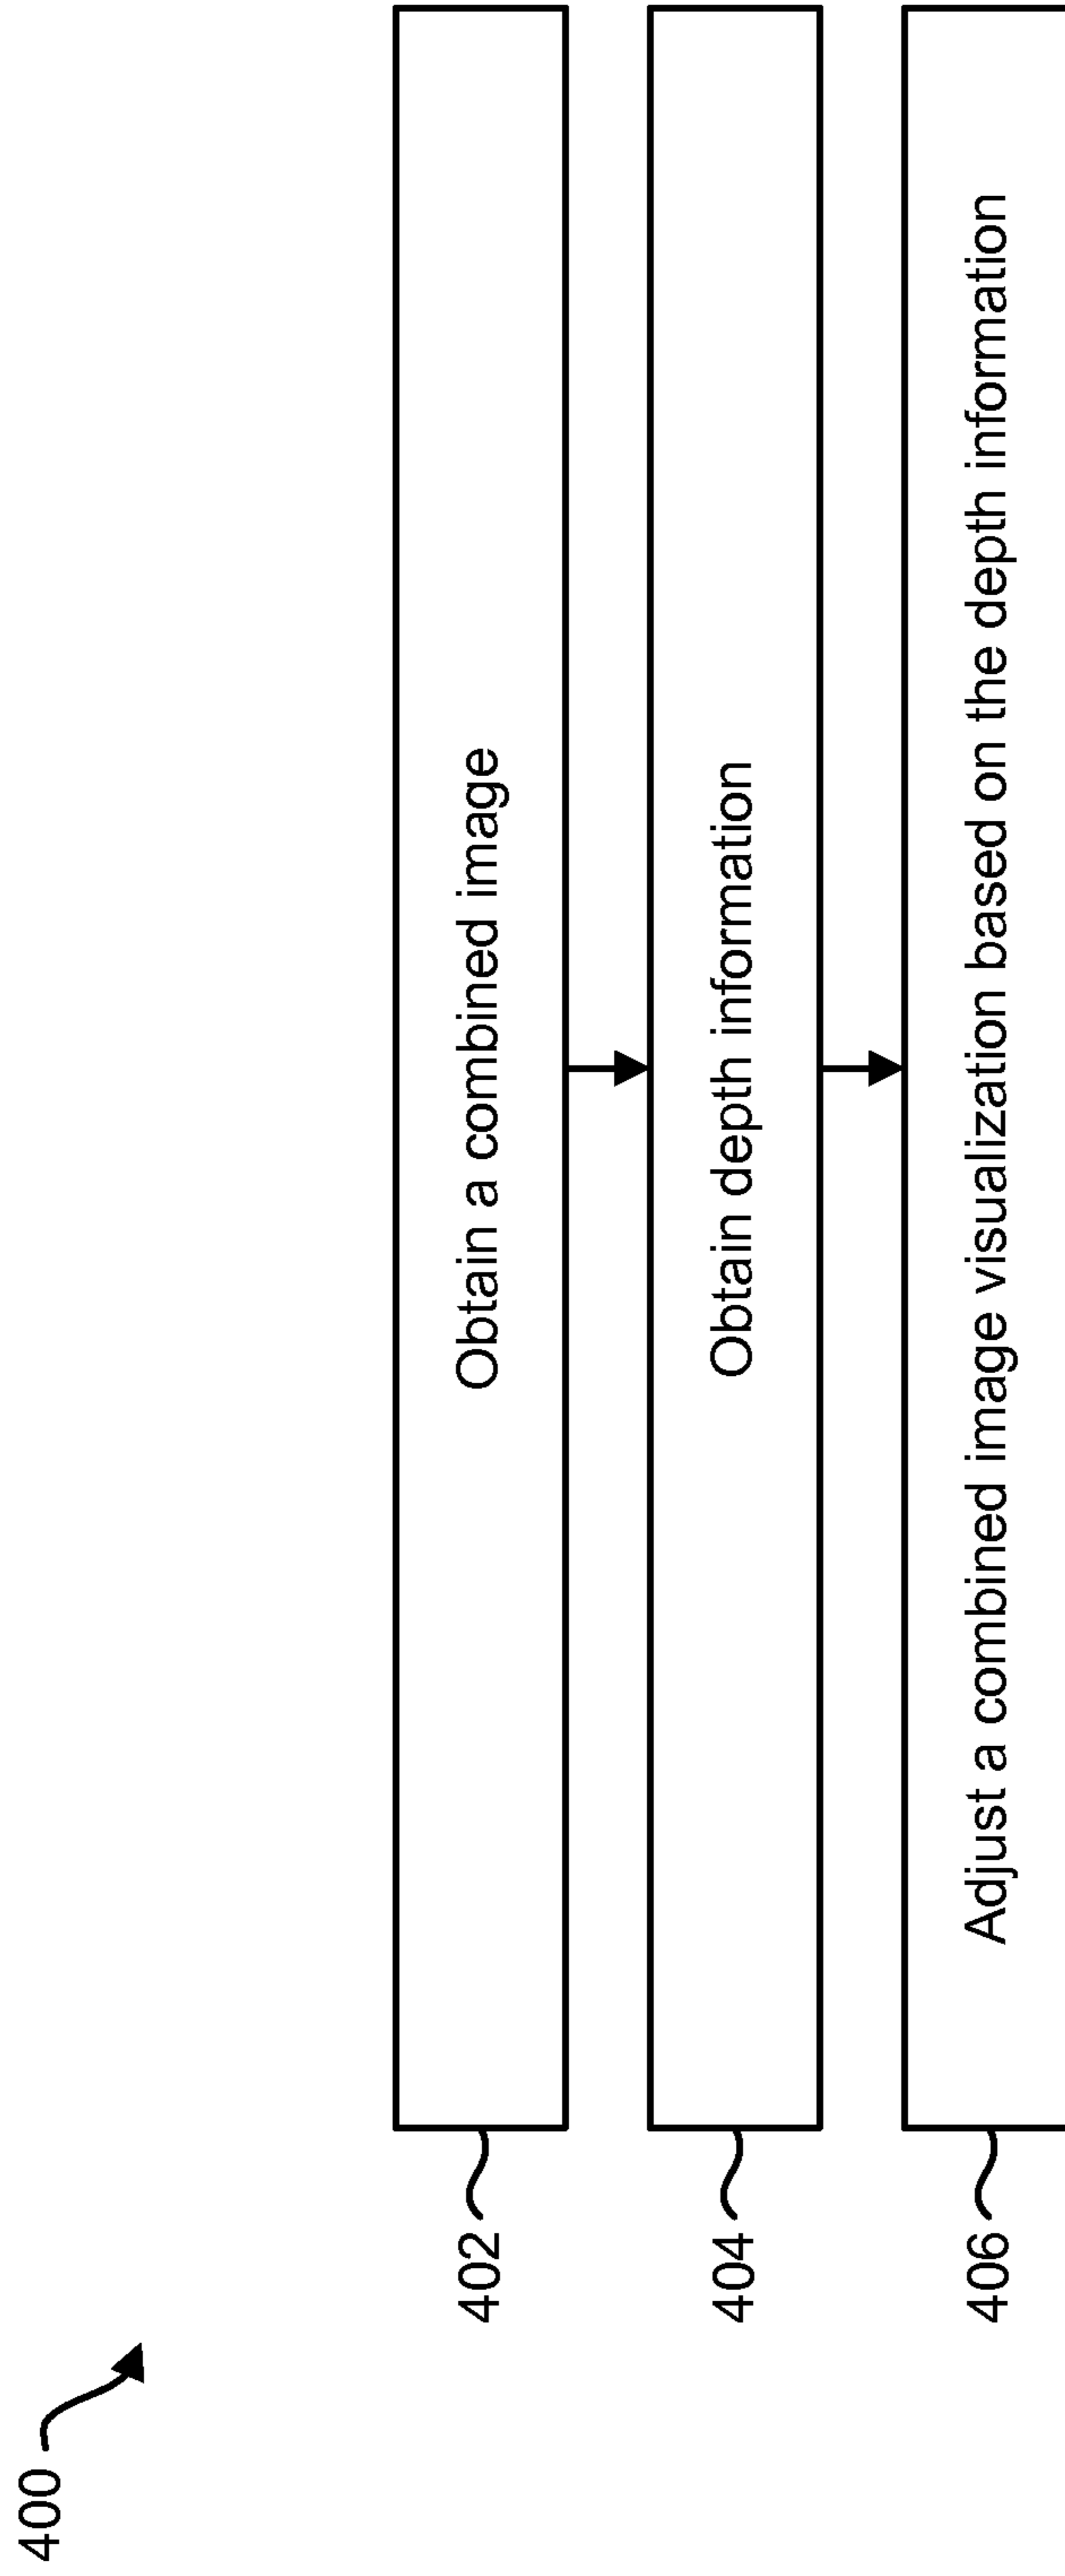 400
402
Obtain a combined image
404
Obtain depth information
406
Adjust a combined image visualization based on the depth information